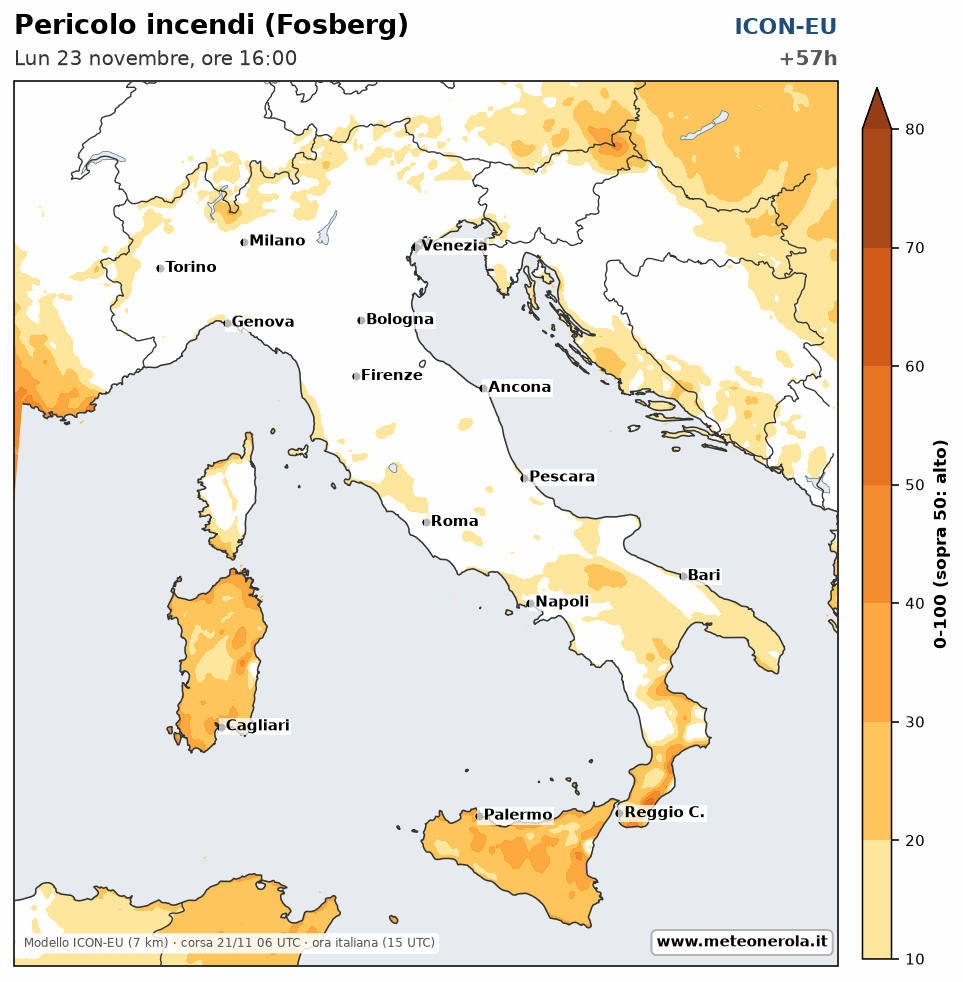 Pericolo incendi (Fosberg)
ICON-EU
Lun 23 novembre, ore 16:00
+57h
Milano
Venezia
Torino
Genova
Bologna
Firenze
Ancona
Pescara
Roma
Bari
Napoli
Cagliari
Palermo
Reggio C.
80
70
60
50
40
30
20
10
0-100 (sopra 50: alto)
Modello ICON-EU (7 km) · corsa 21/11 06 UTC · ora italiana (15 UTC)
www.meteonerola.it